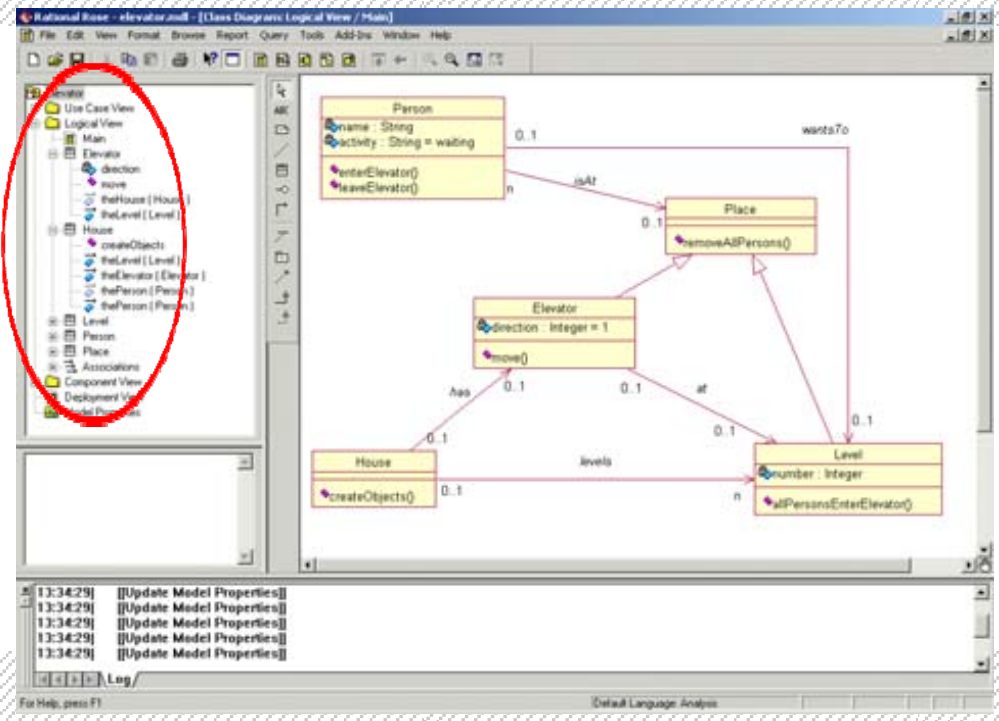 Rational Rose - elevator.mdl - [Class Diagram: Logical View / Main]
File Edit View Format Browse Report Query Tools Add-Ins Window Help
Elevator
Use Case View
Logical View
Main
Elevator
direction
move
theHouse ( House )
theLevel ( Level )
House
createObjects
theLevel ( Level )
theElevator ( Elevator )
thePerson ( Person )
thePerson ( Person )
Level
Person
Place
Associations
Component View
Deployment View
Model Properties
ABC
Person
name : String
activity : String = waiting
enterElevator()
leaveElevator()
0..1
wantsTo
n
isAt
0..1
Place
removeAllPersons()
Elevator
direction : Integer = 1
move()
has
0..1
0..1
0..1
at
0..1
0..1
House
createObjects()
0..1
levels
n
Level
number : Integer
allPersonsEnterElevator()
13:34:29| [[Update Model Properties]]
13:34:29| [[Update Model Properties]]
13:34:29| [[Update Model Properties]]
13:34:29| [[Update Model Properties]]
13:34:29| [[Update Model Properties]]
Log
For Help, press F1
Default Language: Analysis